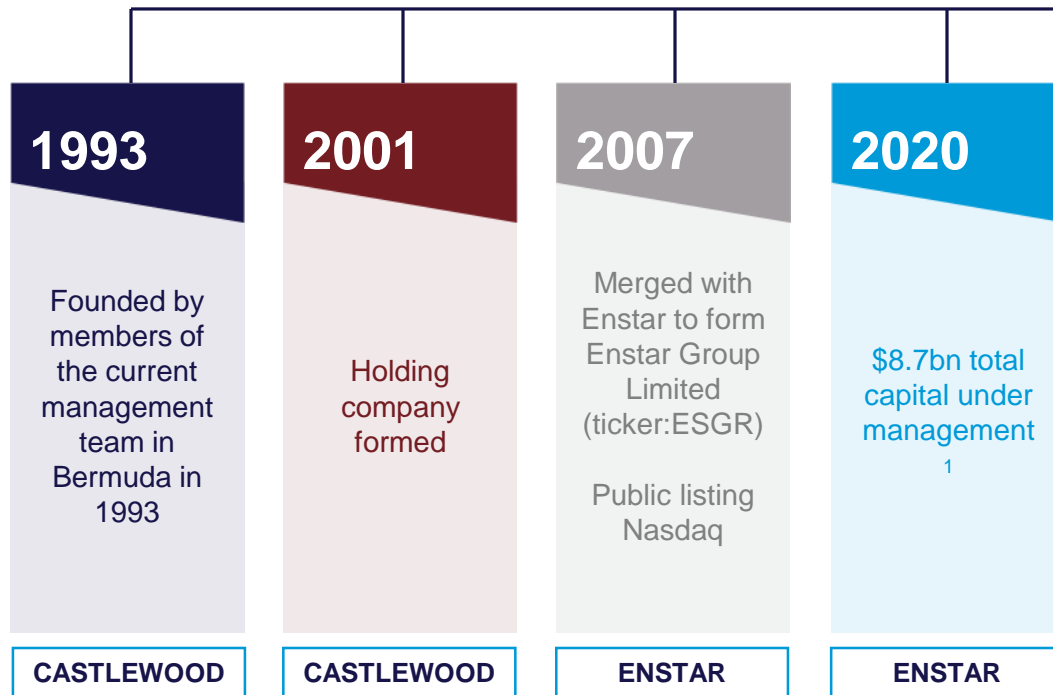 1993
Founded by
members of
the current
management
team in
Bermuda in
1993
CASTLEWOOD
2001
Holding
company
formed
CASTLEWOOD
2007
Merged with
Enstar to form
Enstar Group
Limited
(ticker:ESGR)
Public listing
Nasdaq
ENSTAR
2020
$8.7bn total
capital under
management
1
ENSTAR